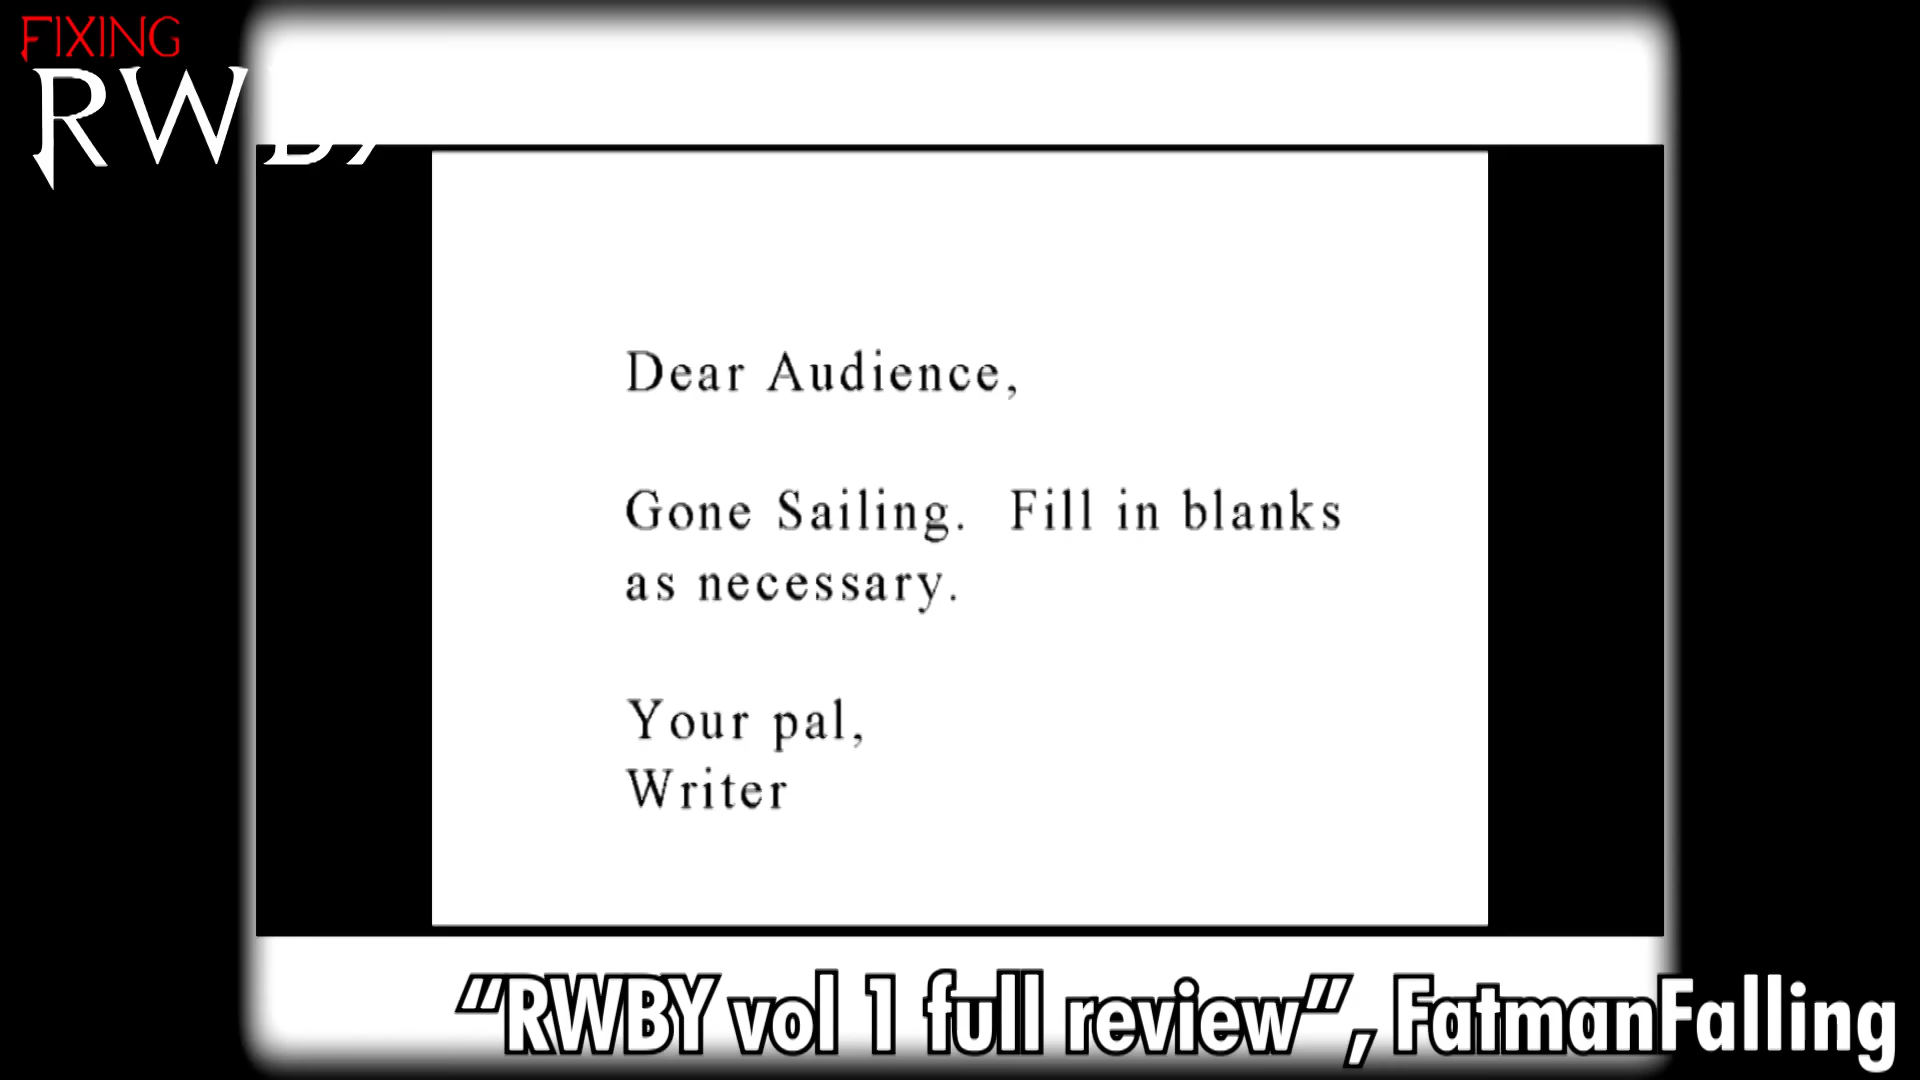 FIXING
RWBY
Dear Audience,
Gone Sailing. Fill in blanks
as necessary.
Your pal,
Writer
“RWBY vol 1 full review”, FatmanFalling